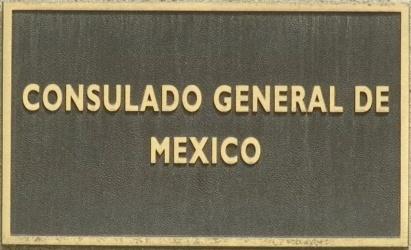 CONSULADO GENERAL DE
MEXICO